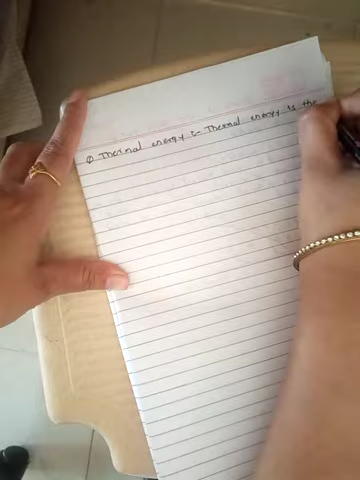 ① Thermal energy :- Thermal energy is the